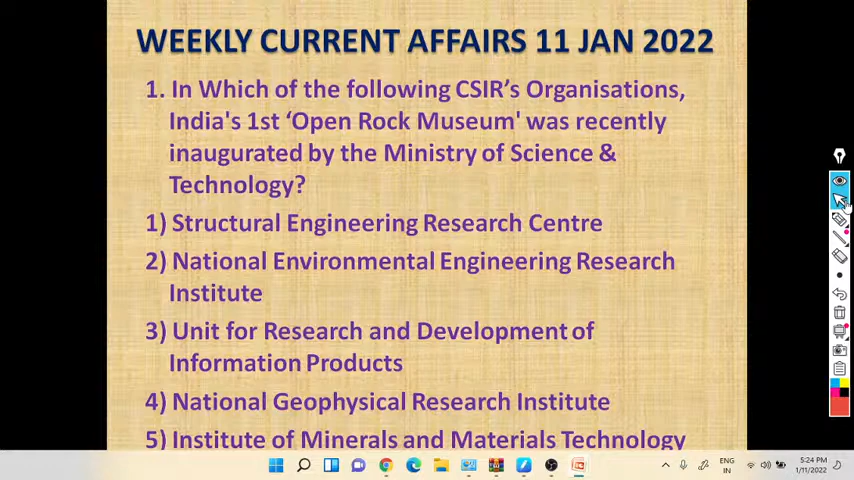 WEEKLY CURRENT AFFAIRS 11 JAN 2022
1. In Which of the following CSIR's Organisations,
India's 1st ‘Open Rock Museum' was recently
inaugurated by the Ministry of Science &
Technology?
1) Structural Engineering Research Centre
2) National Environmental Engineering Research
Institute
3) Unit for Research and Development of
Information Products
4) National Geophysical Research Institute
5) Institute of Minerals and Materials Technology
ENG
IN
5:24 PM
1/11/2022